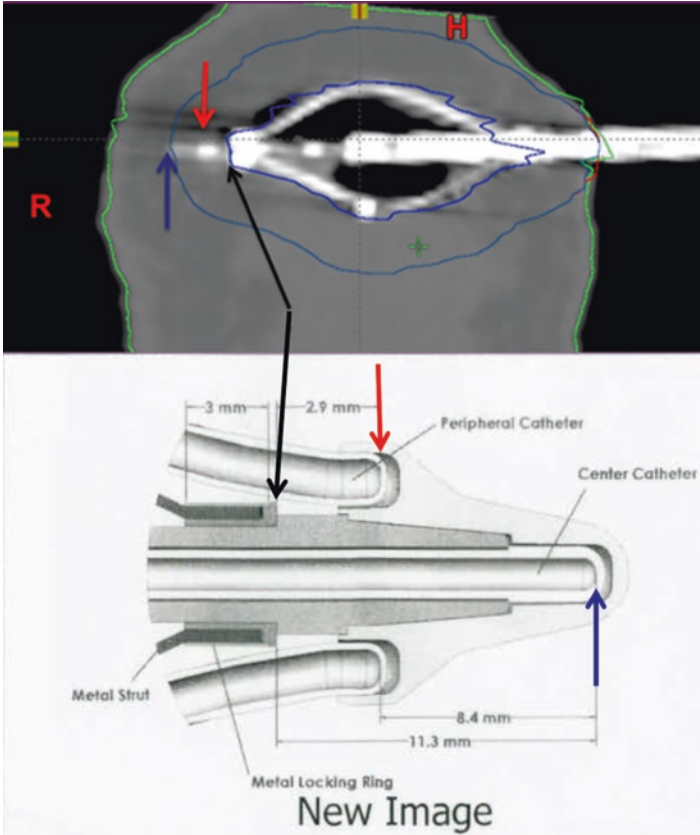 H
R
3 mm
2.9 mm
Peripheral Catheter
Center Catheter
Metal Strut
8.4 mm
11.3 mm
Metal Locking Ring
New Image